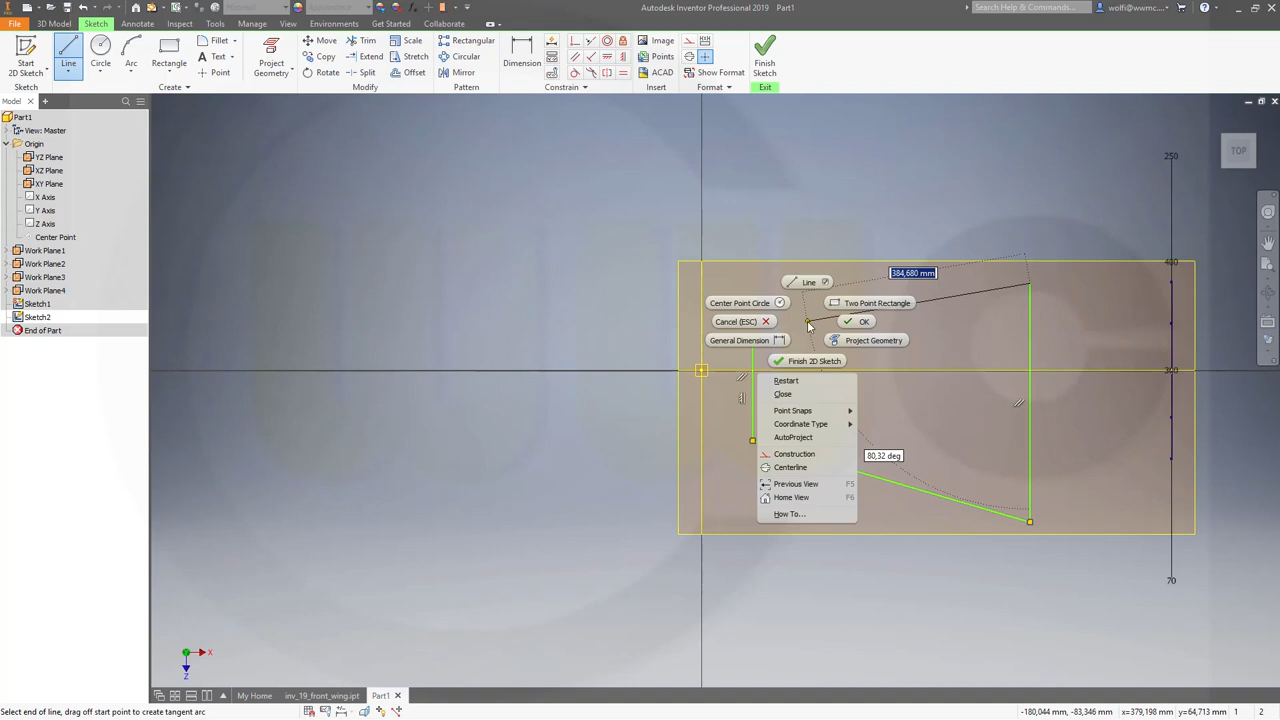 Autodesk Inventor Professional 2019   Part1
Search Help & Commands...
wolfi@wwmc...
File
3D Model
Sketch
Annotate
Inspect
Tools
Manage
View
Environments
Get Started
Collaborate
Start
2D Sketch
Line
Circle
Arc
Rectangle
Fillet
Text
Point
Project
Geometry
Move
Copy
Rotate
Trim
Extend
Split
Scale
Stretch
Offset
Rectangular
Circular
Mirror
Dimension
Image
Points
ACAD
Show Format
Finish
Sketch
Sketch
Create
Modify
Pattern
Constrain
Insert
Format
Exit
Model
Part1
View: Master
Origin
YZ Plane
XZ Plane
XY Plane
X Axis
Y Axis
Z Axis
Center Point
Work Plane1
Work Plane2
Work Plane3
Work Plane4
Sketch1
Sketch2
End of Part
TOP
250
400
300
70
384,680 mm
80,32 deg
Line
Center Point Circle
Two Point Rectangle
Cancel (ESC)
OK
General Dimension
Project Geometry
Finish 2D Sketch
Restart
Close
Point Snaps
Coordinate Type
AutoProject
Construction
Centerline
Previous View F5
Home View F6
How To...
X
Z
My Home
inv_19_front_wing.ipt
Part1
Select end of line, drag off start point to create tangent arc
-180,044 mm, -83,346 mm
x=379,198 mm
y=64,713 mm
1
2